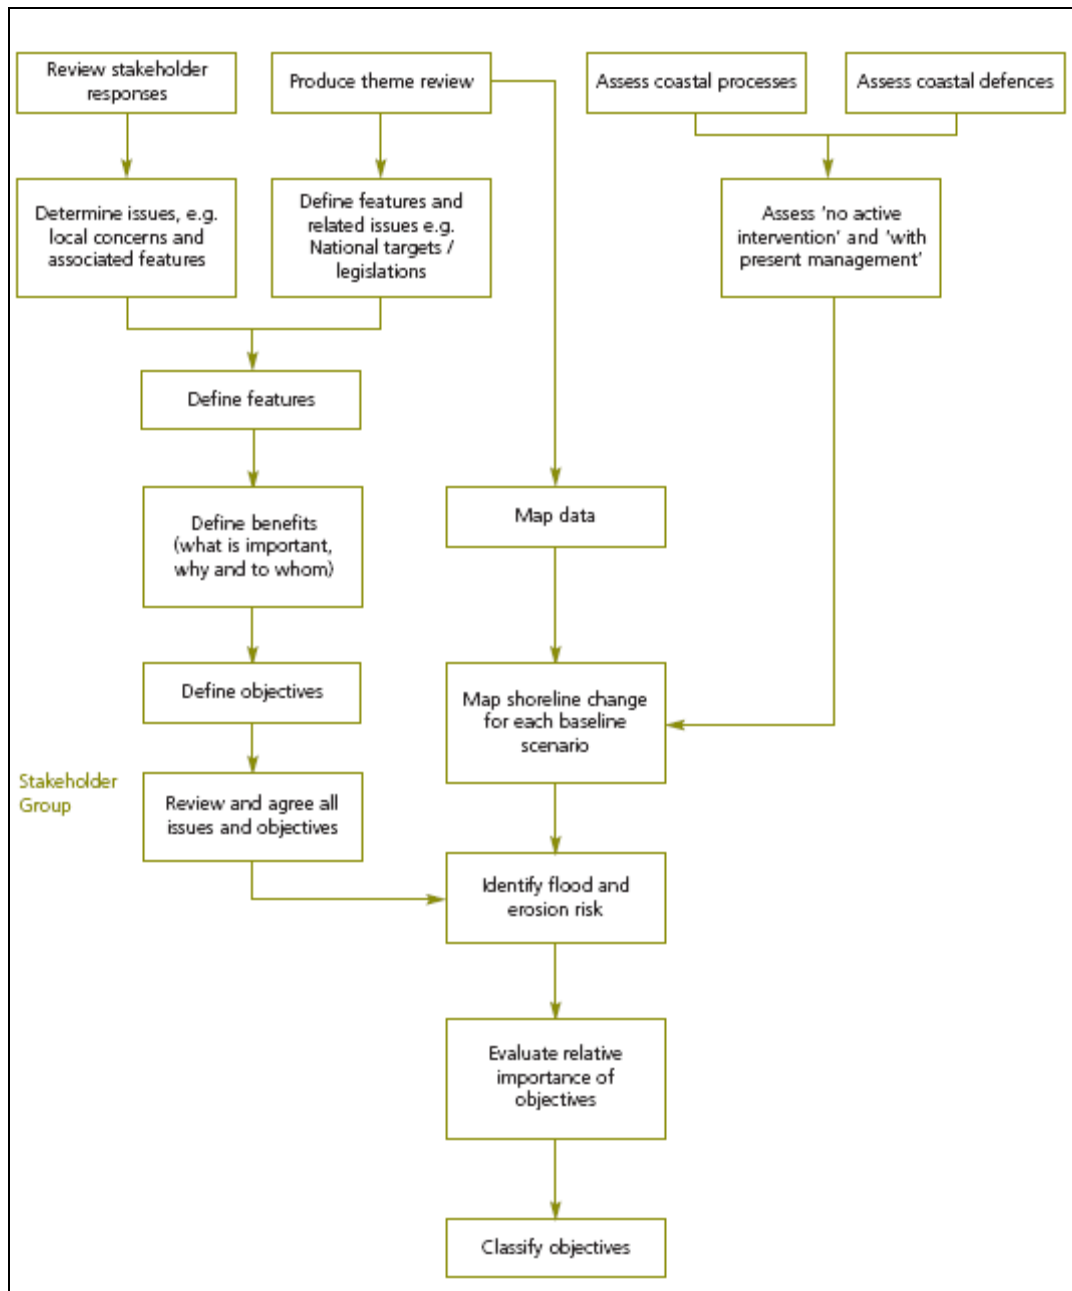 Review stakeholder
responses
Produce theme review
Assess coastal processes
Assess coastal defences
Determine issues, e.g.
local concerns and
associated features
Define features and
related issues e.g.
National targets /
legislations
Assess ‘no active
intervention’ and ‘with
present management’
Define features
Define benefits
(what is important,
why and to whom)
Map data
Define objectives
Map shoreline change
for each baseline
scenario
Stakeholder
Group
Review and agree all
issues and objectives
Identify flood and
erosion risk
Evaluate relative
importance of
objectives
Classify objectives